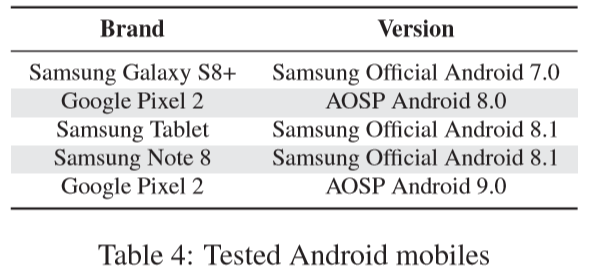 Brand Version
Samsung Galaxy S8+ Samsung Official Android 7.0
Google Pixel 2 AOSP Android 8.0
Samsung Tablet Samsung Official Android 8.1
Samsung Note 8 Samsung Official Android 8.1
Google Pixel 2 AOSP Android 9.0
Table 4: Tested Android mobiles